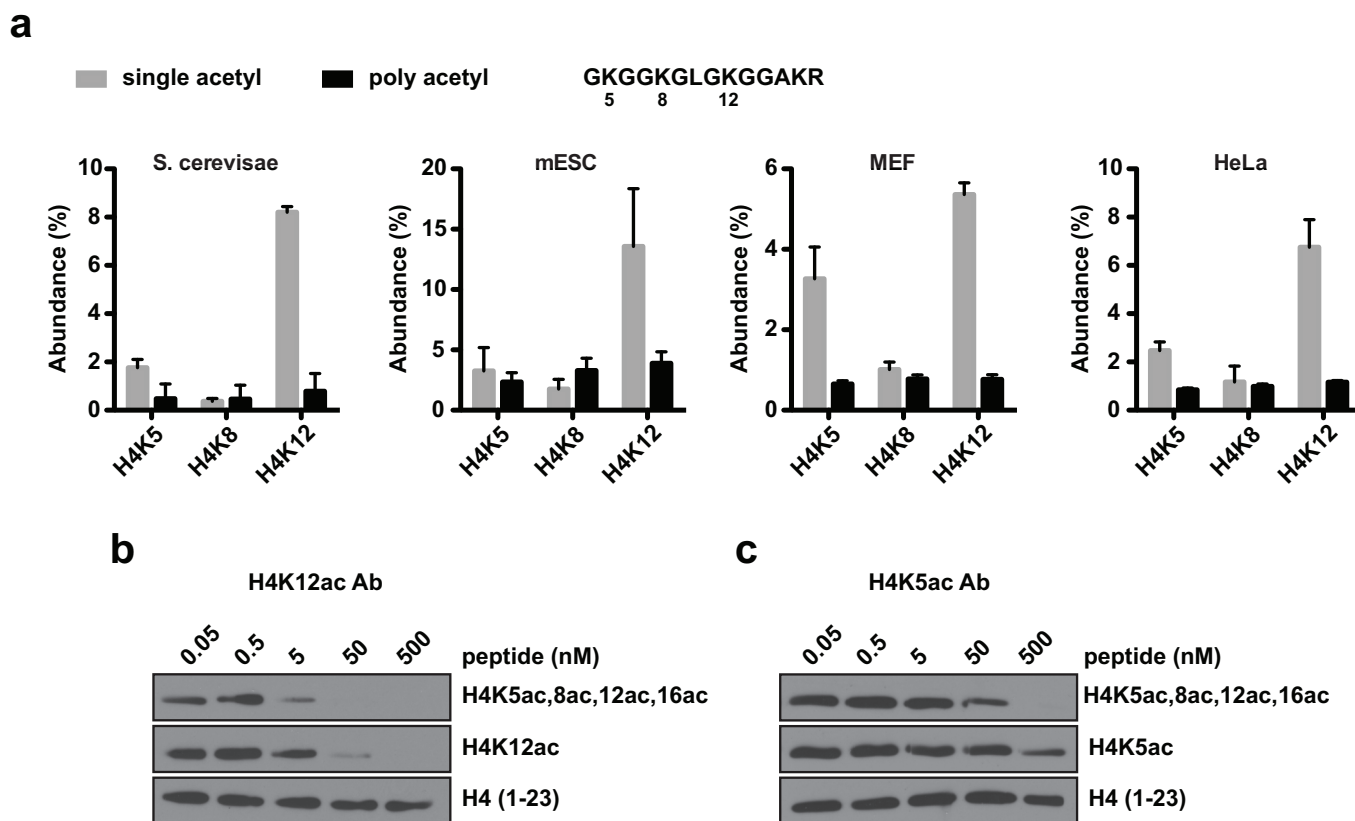 a
single acetyl poly acetyl GKGGKGLGKGGAKR
5 8 12
S. cerevisae
Abundance (%)
10
8
6
4
2
0
H4K5 H4K8 H4K12
mESC
Abundance (%)
20
15
10
5
0
H4K5 H4K8 H4K12
MEF
Abundance (%)
6
4
2
0
H4K5 H4K8 H4K12
HeLa
Abundance (%)
10
8
6
4
2
0
H4K5 H4K8 H4K12
b
H4K12ac Ab
0.05 0.5 5 50 500 peptide (nM)
H4K5ac,8ac,12ac,16ac
H4K12ac
H4 (1-23)
c
H4K5ac Ab
0.05 0.5 5 50 500 peptide (nM)
H4K5ac,8ac,12ac,16ac
H4K5ac
H4 (1-23)